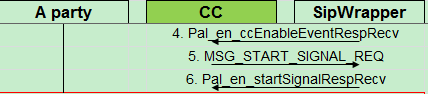 A party CC SipWrapper
4. Pal_en_ccEnableEventRespRecv
5. MSG_START_SIGNAL_REQ
6. Pal_en_startSignalRespRecv